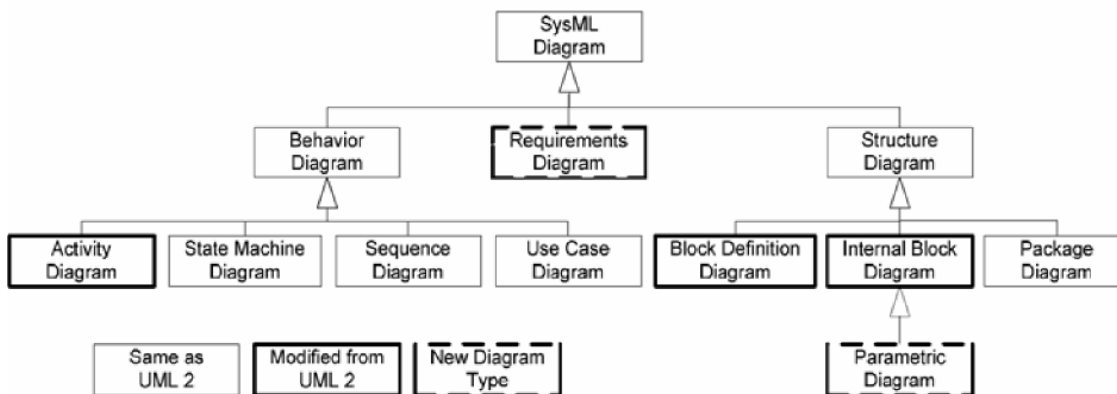 SysML
Diagram
Behavior
Diagram
Requirements
Diagram
Structure
Diagram
Activity
Diagram
State Machine
Diagram
Sequence
Diagram
Use Case
Diagram
Block Definition
Diagram
Internal Block
Diagram
Package
Diagram
Same as
UML 2
Modified from
UML 2
New Diagram
Type
Parametric
Diagram